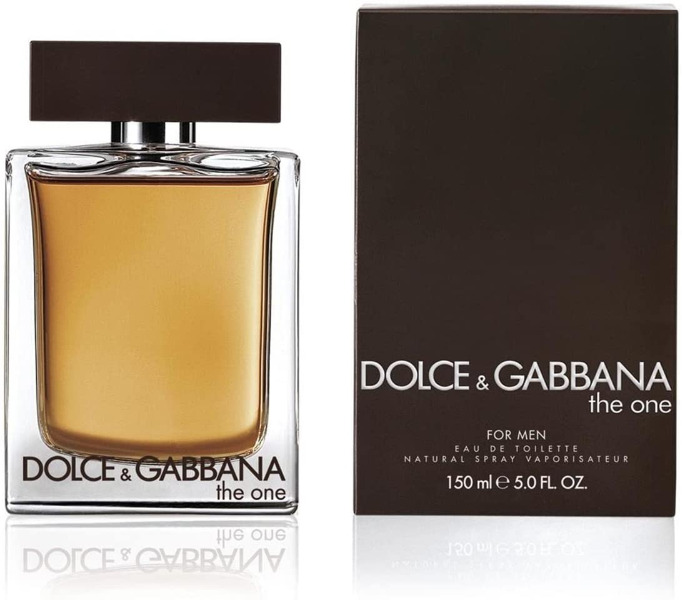 DOLCE & GABBANA
the one
DOLCE & GABBANA
the one
FOR MEN
EAU DE TOILETTE
NATURAL SPRAY VAPORISATEUR
150 ml ℮ 5.0 FL. OZ.